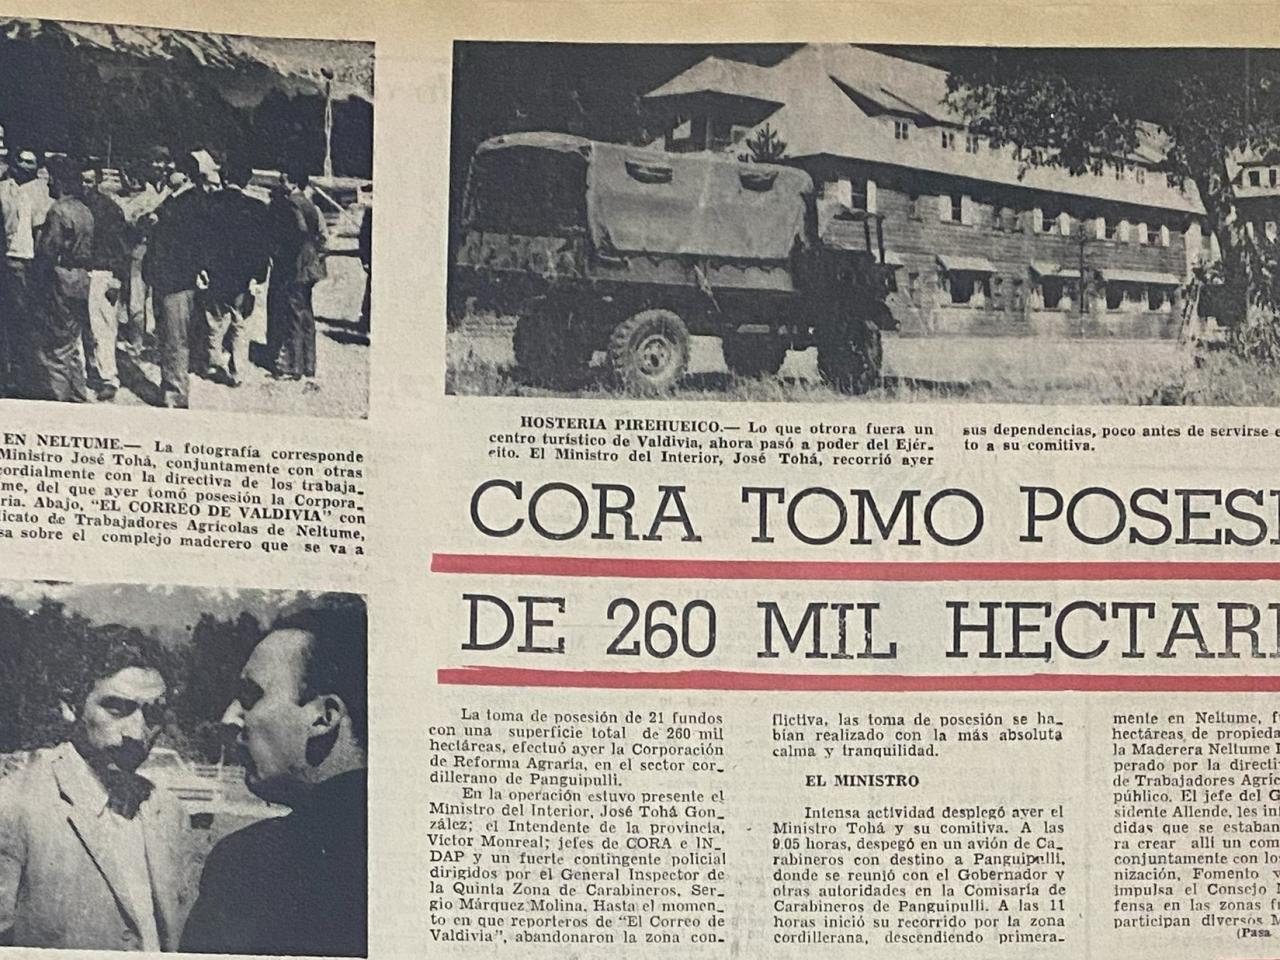 EN NELTUME.— La fotografía corresponde
Ministro José Tohá, conjuntamente con otras
cordialmente con la directiva de los trabaja_
me, del que ayer tomó posesión la Corpora_
ria. Abajo, "EL CORREO DE VALDIVIA" con
licato de Trabajadores Agrícolas de Neltume,
sa sobre el complejo maderero que se va a
HOSTERIA PIREHUEICO.— Lo que otrora fuera un
centro turístico de Valdivia, ahora pasó a poder del Ejér_
cito. El Ministro del Interior, José Tohá, recorrió ayer
sus dependencias, poco antes de servirse e
to a su comitiva.
CORA TOMO POSESI
DE 260 MIL HECTARE
La toma de posesión de 21 fundos
con una superficie total de 260 mil
hectáreas, efectuó ayer la Corporación
de Reforma Agraria, en el sector cor_
dillerano de Panguipulli.
En la operación estuvo presente el
Ministro del Interior, José Tohá Gon_
zález; el Intendente de la provincia,
Víctor Monreal; jefes de CORA e IN_
DAP y un fuerte contingente policial
dirigidos por el General Inspector de
la Quinta Zona de Carabineros, Ser_
gio Márquez Molina. Hasta el momen_
to en que reporteros de "El Correo de
Valdivia", abandonaron la zona con_
flictiva, las toma de posesión se ha_
bían realizado con la más absoluta
calma y tranquilidad.
EL MINISTRO
Intensa actividad desplegó ayer el
Ministro Tohá y su comitiva. A las
9.05 horas, despegó en un avión de Ca_
rabineros con destino a Panguipulli,
donde se reunió con el Gobernador y
otras autoridades en la Comisaría de
Carabineros de Panguipulli. A las 11
horas inició su recorrido por la zona
cordillerana, descendiendo primera_
mente en Neltume, f
hectáreas de propieda
la Maderera Neltume
perado por la directi
de Trabajadores Agríc
público. El jefe del G
sidente Allende, les in
didas que se estaban
ra crear allí un com
conjuntamente con lo
nización, Fomento y
impulsa el Consejo
fensa en las zonas f
participan diversos M
(Pasa